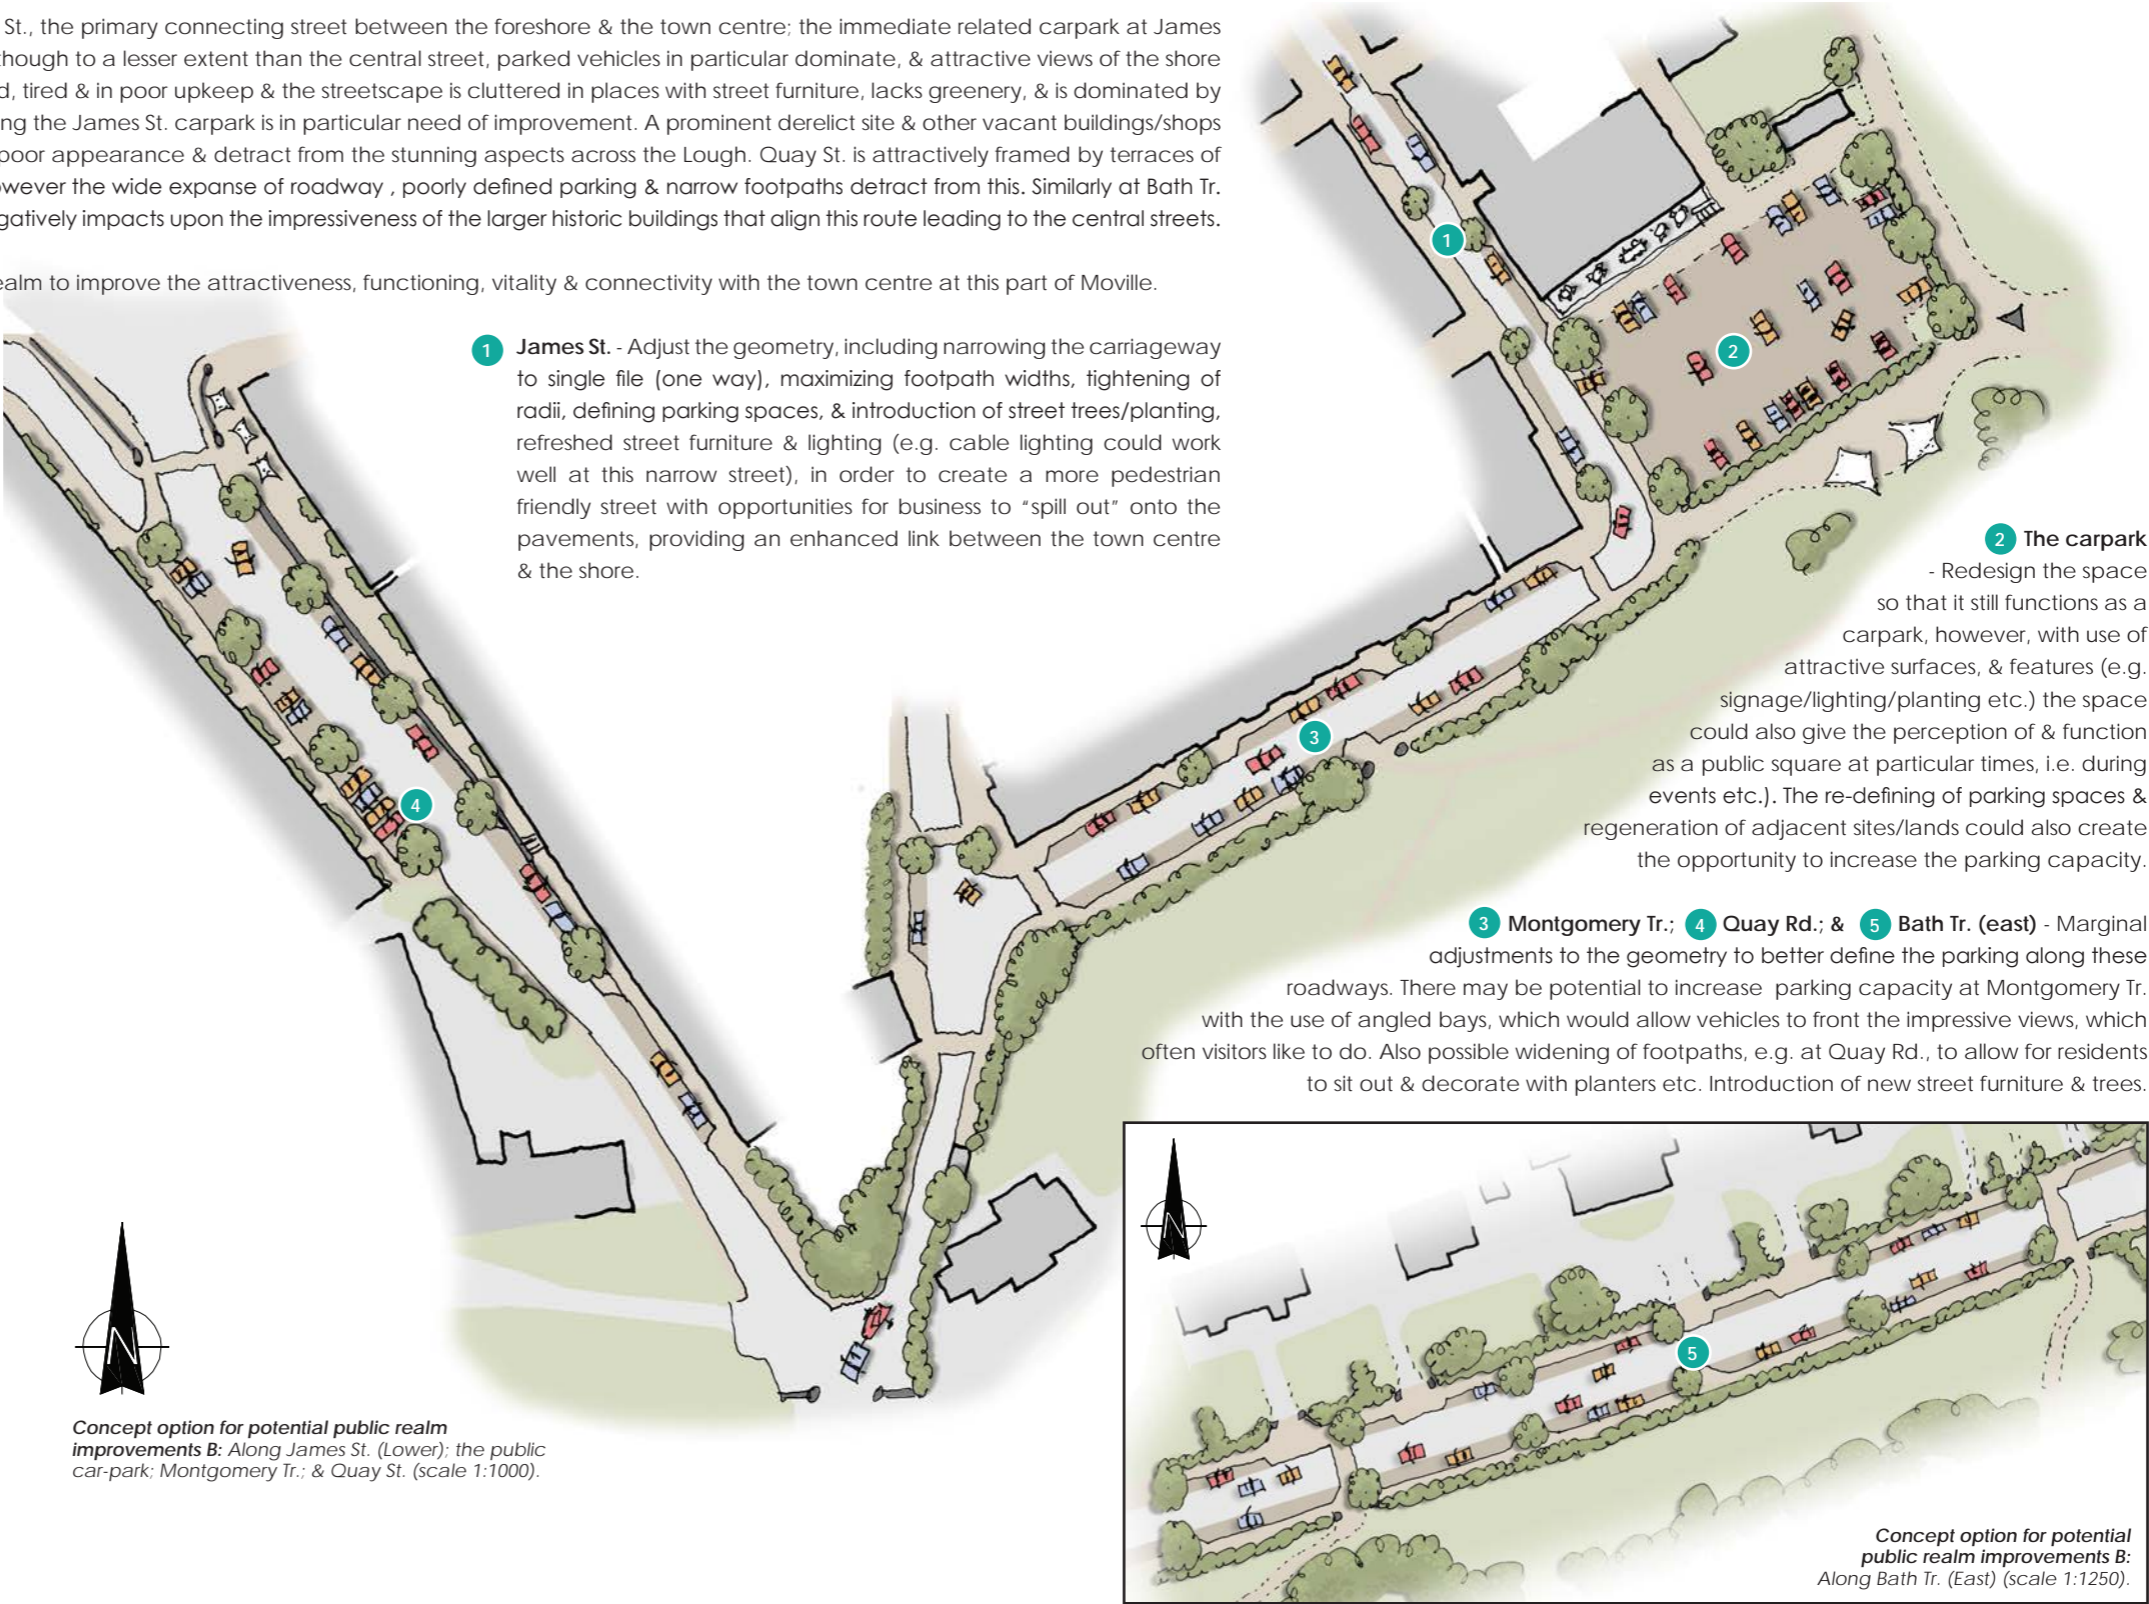 St., the primary connecting street between the foreshore & the town centre; the immediate related carpark at James
though to a lesser extent than the central street, parked vehicles in particular dominate, & attractive views of the shore
d, tired & in poor upkeep & the streetscape is cluttered in places with street furniture, lacks greenery, & is dominated by
ng the James St. carpark is in particular need of improvement. A prominent derelict site & other vacant buildings/shops
poor appearance & detract from the stunning aspects across the Lough. Quay St. is attractively framed by terraces of
owever the wide expanse of roadway , poorly defined parking & narrow footpaths detract from this. Similarly at Bath Tr.
gatively impacts upon the impressiveness of the larger historic buildings that align this route leading to the central streets.
ealm to improve the attractiveness, functioning, vitality & connectivity with the town centre at this part of Moville.
1 James St. - Adjust the geometry, including narrowing the carriageway
to single file (one way), maximizing footpath widths, tightening of
radii, defining parking spaces, & introduction of street trees/planting,
refreshed street furniture & lighting (e.g. cable lighting could work
well at this narrow street), in order to create a more pedestrian
friendly street with opportunities for business to "spill out" onto the
pavements, providing an enhanced link between the town centre
& the shore.
1
2
2 The carpark
- Redesign the space
so that it still functions as a
carpark, however, with use of
attractive surfaces, & features (e.g.
signage/lighting/planting etc.) the space
could also give the perception of & function
as a public square at particular times, i.e. during
events etc.). The re-defining of parking spaces &
regeneration of adjacent sites/lands could also create
the opportunity to increase the parking capacity.
3
4
3 Montgomery Tr.; 4 Quay Rd.; & 5 Bath Tr. (east) - Marginal
adjustments to the geometry to better define the parking along these
roadways. There may be potential to increase parking capacity at Montgomery Tr.
with the use of angled bays, which would allow vehicles to front the impressive views, which
often visitors like to do. Also possible widening of footpaths, e.g. at Quay Rd., to allow for residents
to sit out & decorate with planters etc. Introduction of new street furniture & trees.
N
Concept option for potential public realm
improvements B: Along James St. (Lower); the public
car-park; Montgomery Tr.; & Quay St. (scale 1:1000).
N
5
Concept option for potential
public realm improvements B:
Along Bath Tr. (East) (scale 1:1250).